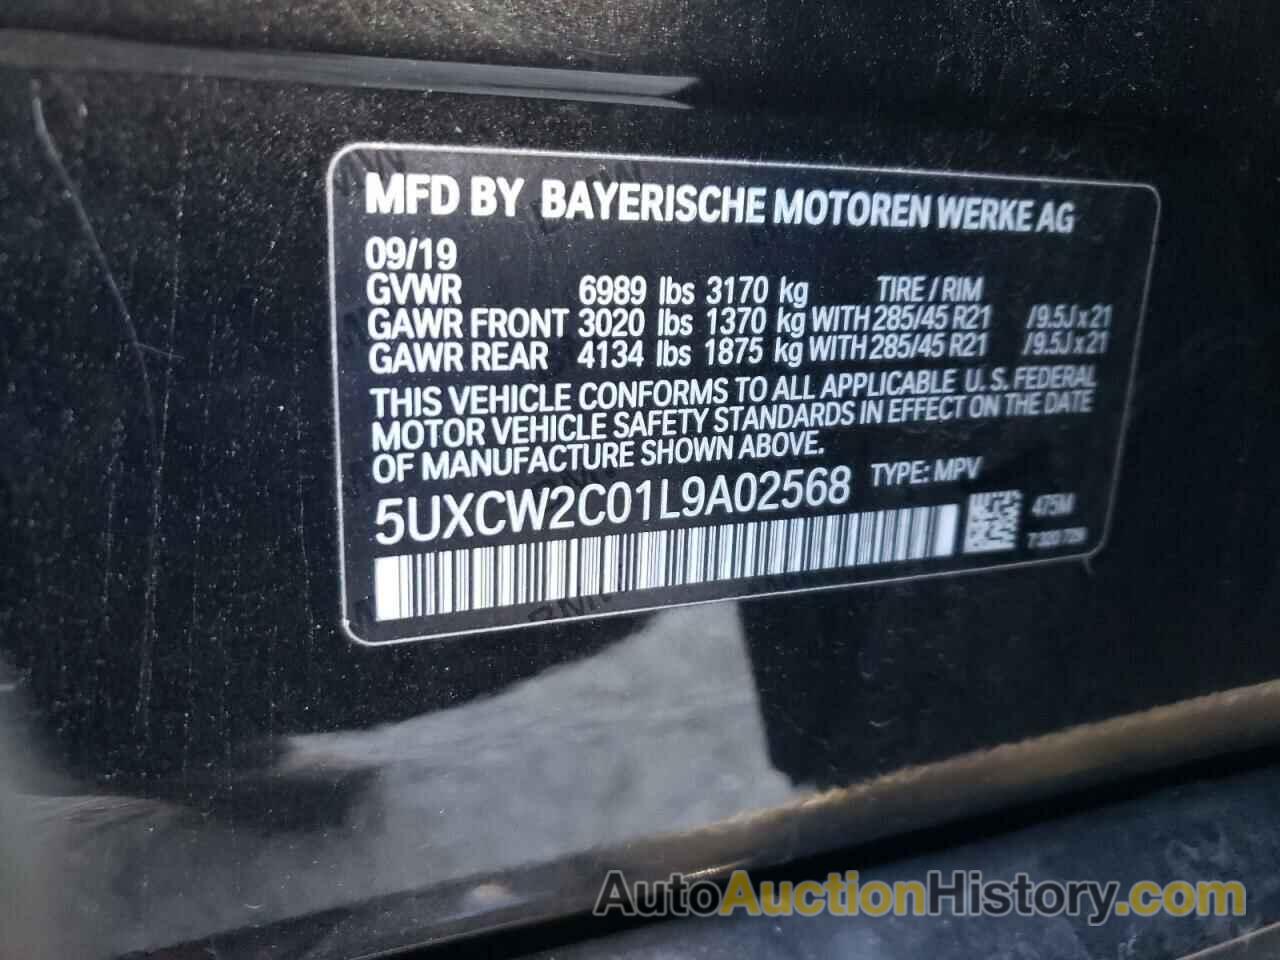 MFD BY BAYERISCHE MOTOREN WERKE AG
09/19
GVWR 6989 lbs 3170 kg TIRE / RIM
GAWR FRONT 3020 lbs 1370 kg WITH 285/45 R21 /9.5J x 21
GAWR REAR 4134 lbs 1875 kg WITH 285/45 R21 /9.5J x 21
THIS VEHICLE CONFORMS TO ALL APPLICABLE U. S. FEDERAL
MOTOR VEHICLE SAFETY STANDARDS IN EFFECT ON THE DATE
OF MANUFACTURE SHOWN ABOVE.
5UXCW2C01L9A02568 TYPE: MPV
475M
AutoAuctionHistory.com